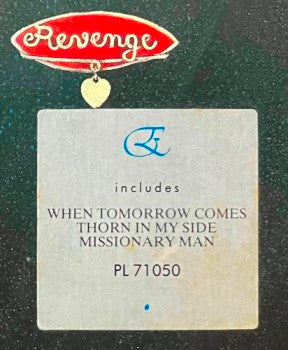 Revenge
includes
WHEN TOMORROW COMES
THORN IN MY SIDE
MISSIONARY MAN
PL 71050